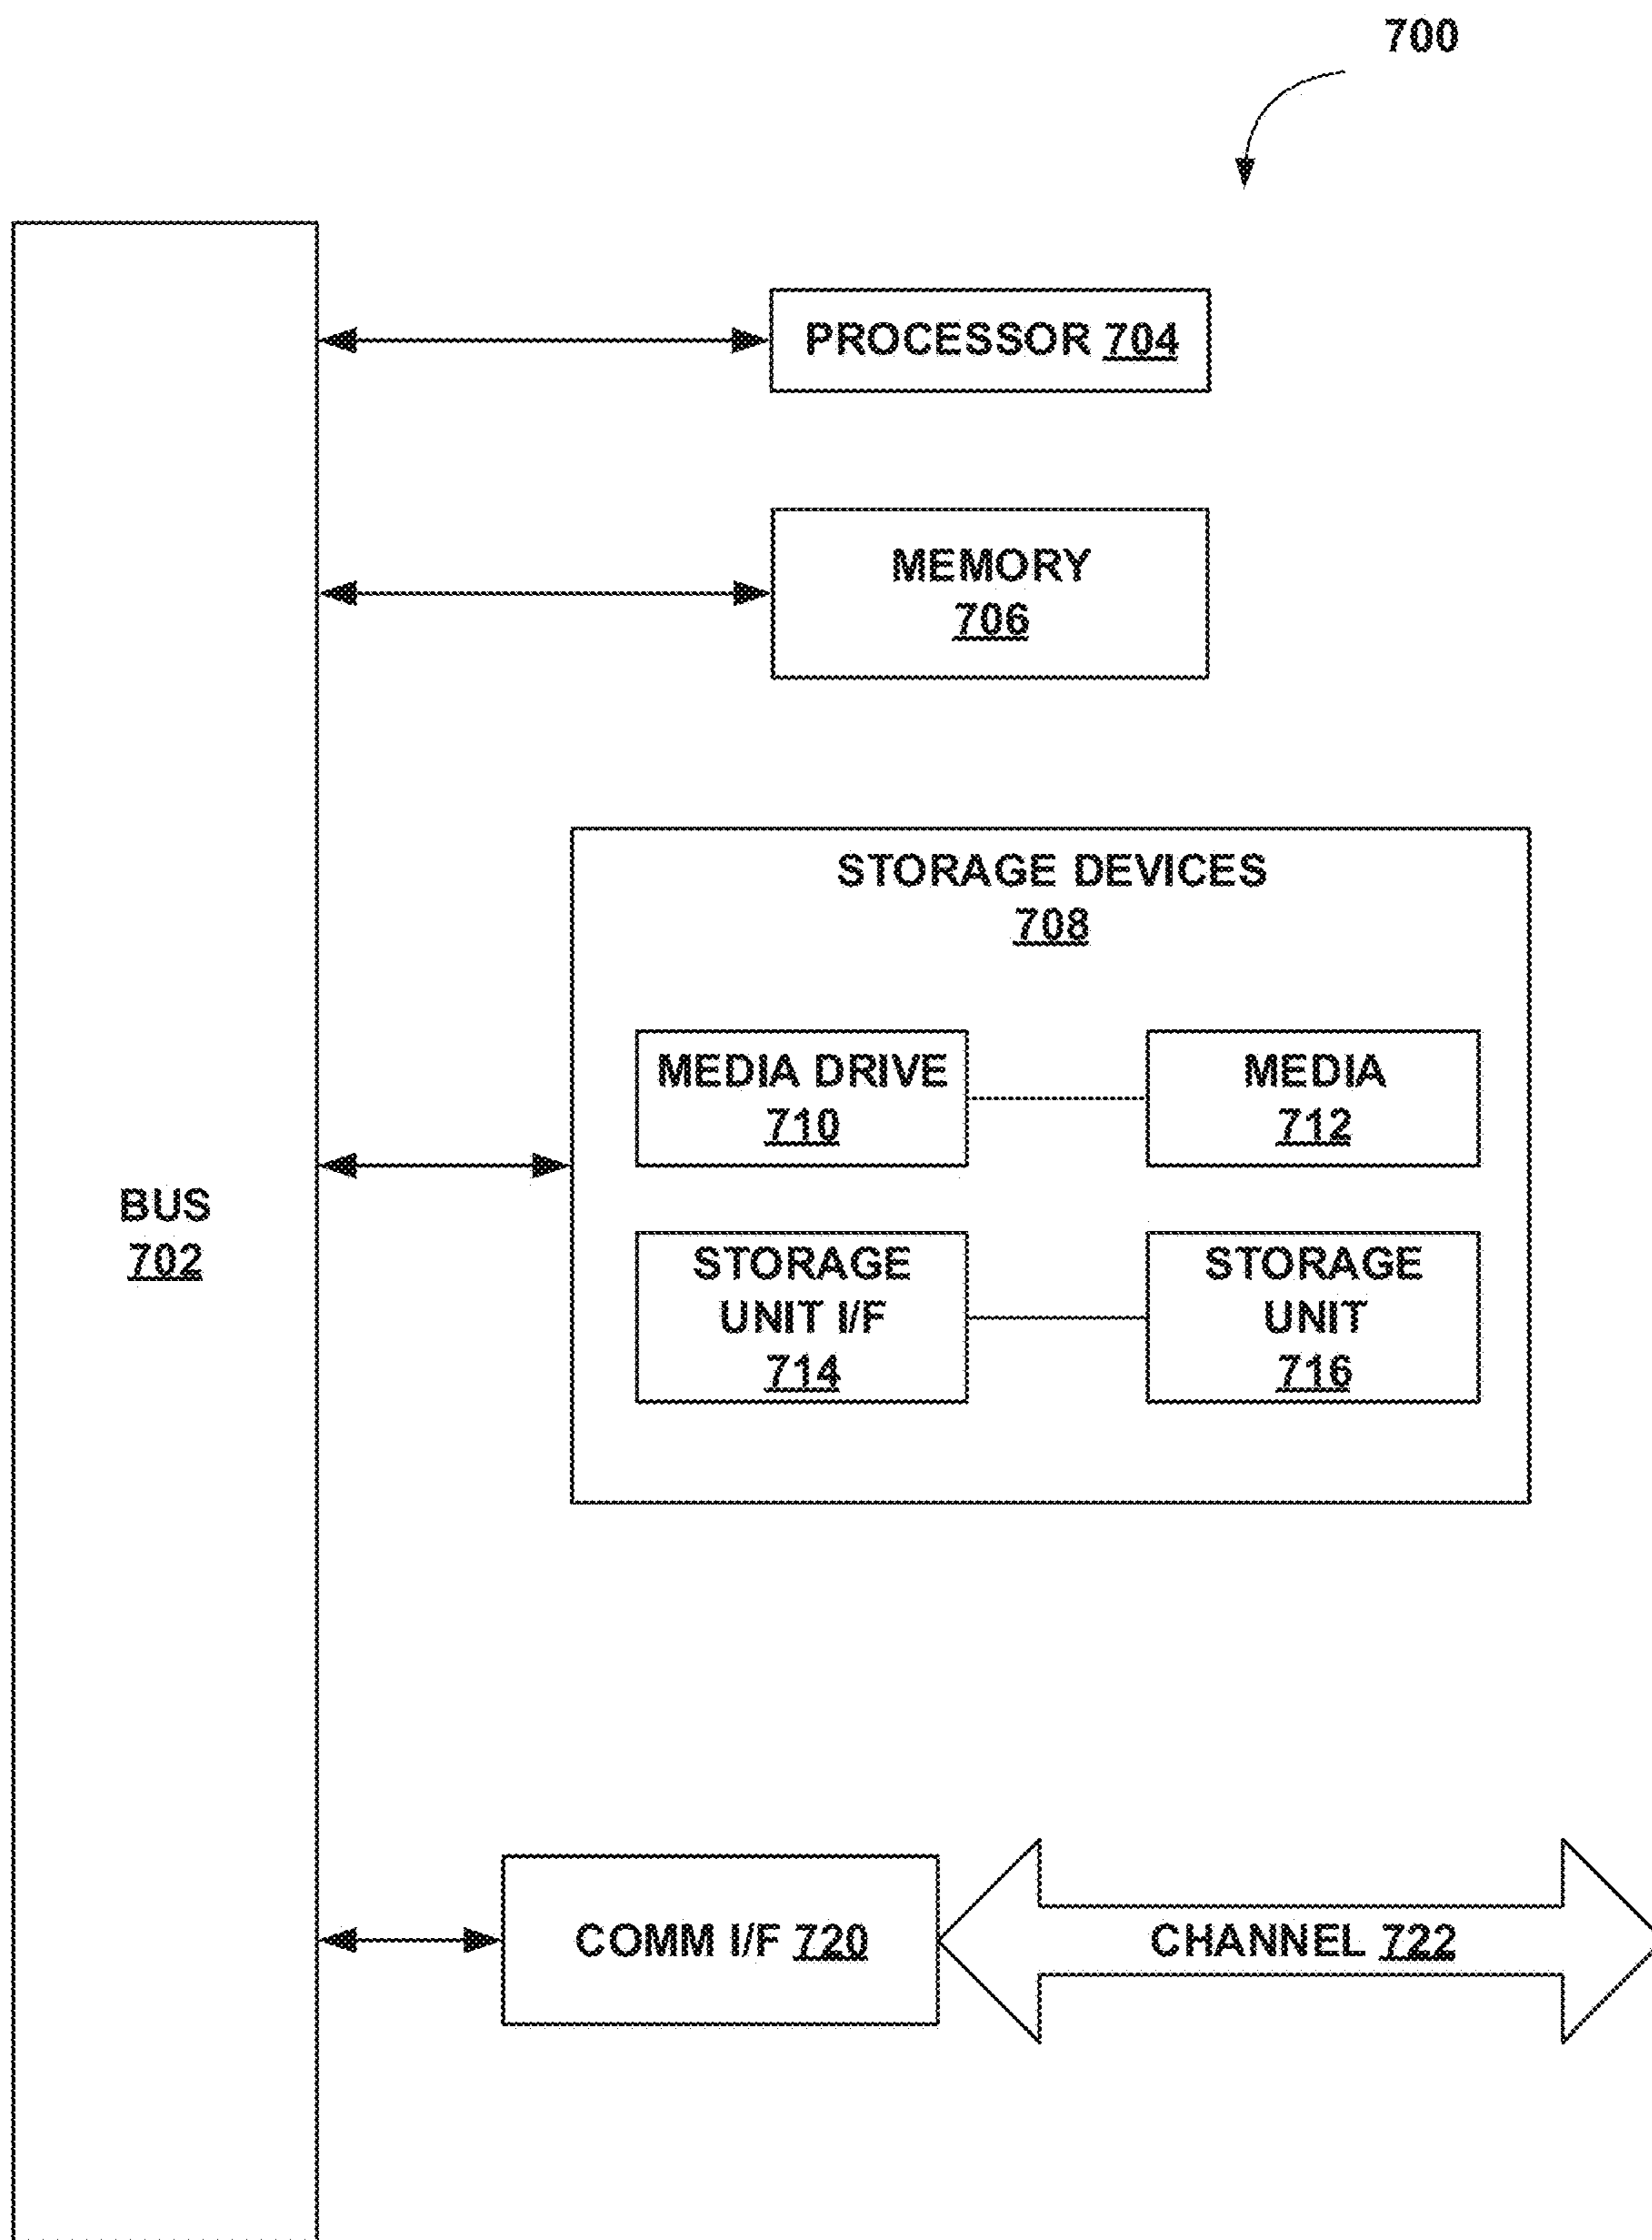 700
PROCESSOR 704
MEMORY
706
STORAGE DEVICES
708
MEDIA DRIVE
710
MEDIA
712
BUS
702
STORAGE
UNIT I/F
714
STORAGE
UNIT
716
COMM I/F 720
CHANNEL 722